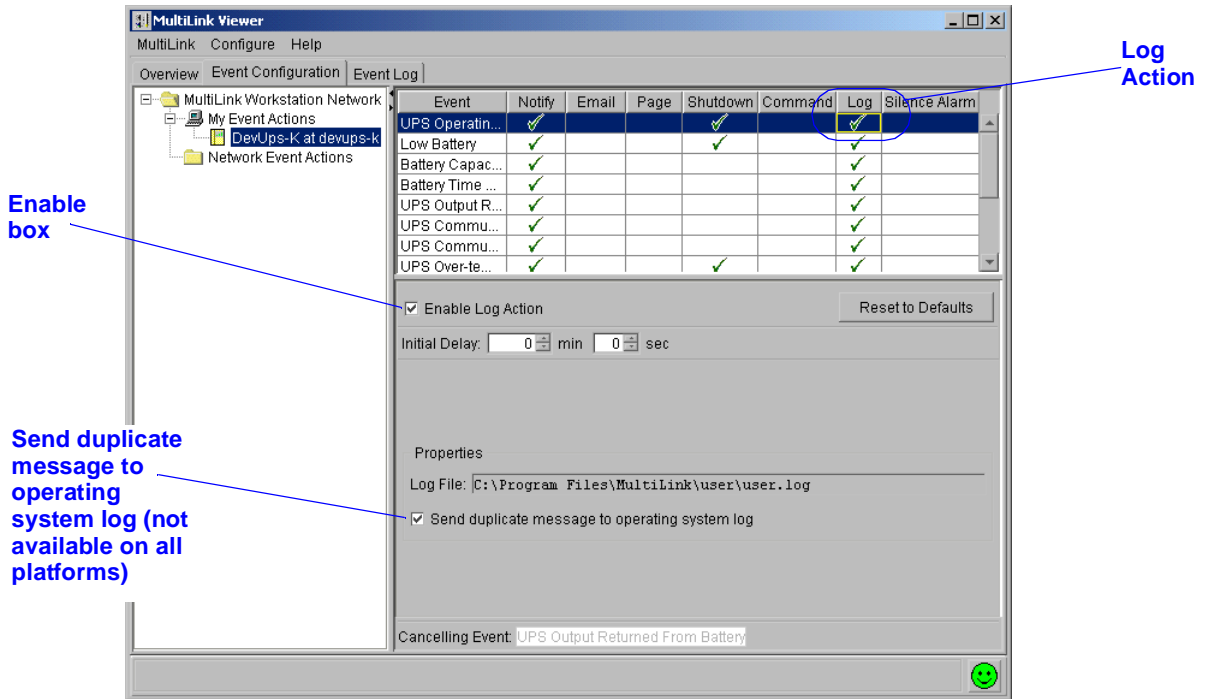 MultiLink Viewer
MultiLink Configure Help
Overview Event Configuration Event Log
Log
Action
MultiLink Workstation Network
My Event Actions
DevUps-K at devups-k
Network Event Actions
Event Notify Email Page Shutdown Command Log Silence Alarm
UPS Operatin...
Low Battery
Battery Capac...
Battery Time ...
UPS Output R...
UPS Commu...
UPS Commu...
UPS Over-te...
Enable
box
Enable Log Action
Reset to Defaults
Initial Delay: 0 min 0 sec
Send duplicate
message to
operating
system log (not
available on all
platforms)
Properties
Log File: C:\Program Files\MultiLink\user\user.log
Send duplicate message to operating system log
Cancelling Event: UPS Output Returned From Battery